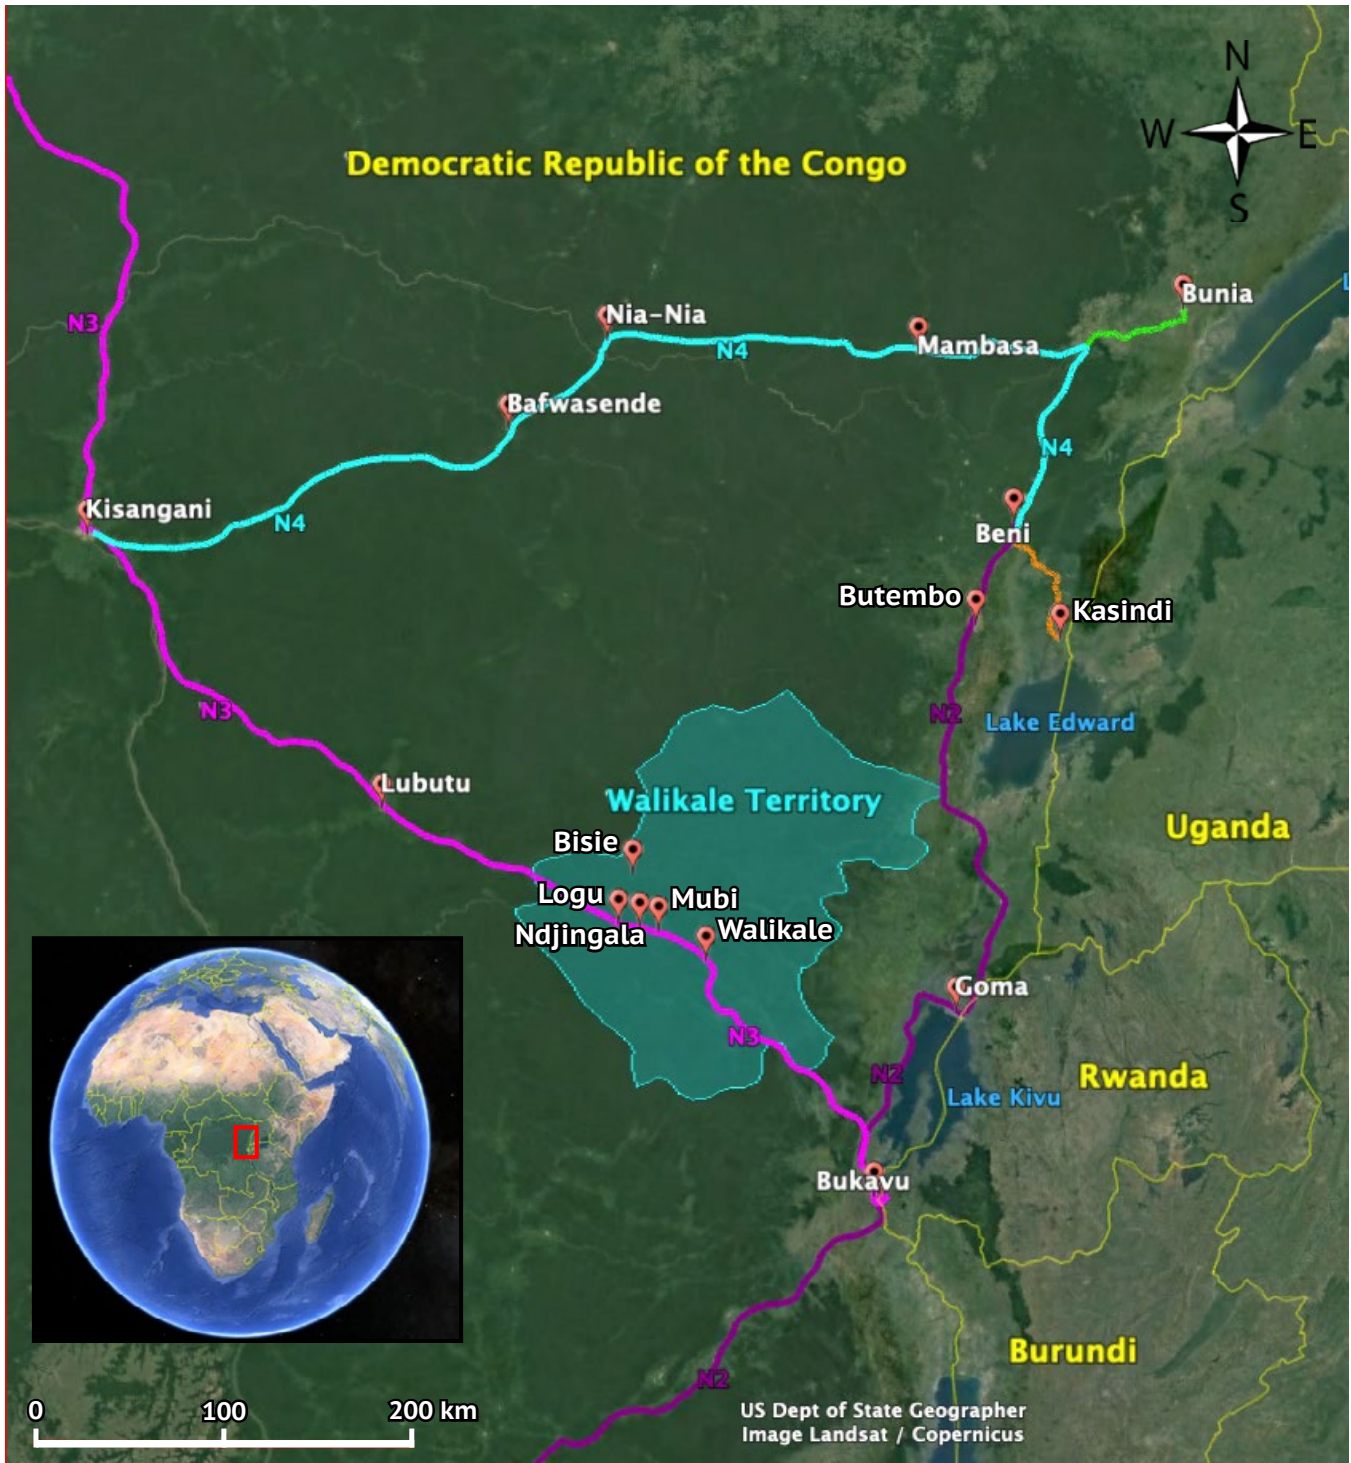 N
W E
S
Democratic Republic of the Congo
Bunia
L
N3
Nia-Nia
N4
Mambasa
Bafwasende
N4
Kisangani
N4
Beni
Butembo
Kasindi
N3
N2
Lake Edward
Lubutu
Walikale Territory
Uganda
Bisie
Logu
Mubi
Ndjingala
Walikale
Goma
N3
N2
Rwanda
Lake Kivu
Bukavu
Burundi
N2
0 100 200 km
US Dept of State Geographer
Image Landsat / Copernicus